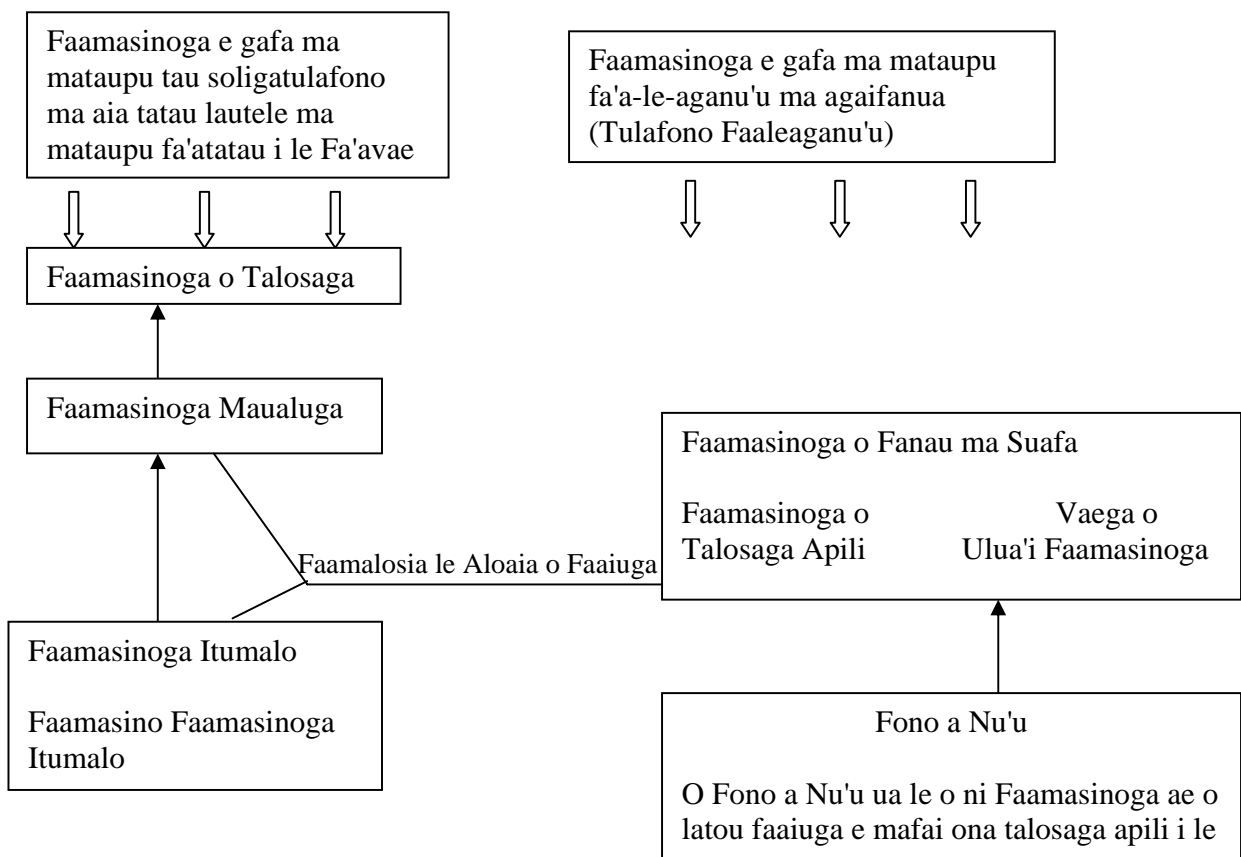 Faamasinoga e gafa ma
mataupu tau soligatulafono
ma aia tatau lautele ma
mataupu fa'atatau i le Fa'avae
Faamasinoga e gafa ma mataupu
fa'a-le-aganu'u ma agaifanua
(Tulafono Faaleaganu'u)
Faamasinoga o Talosaga
Faamasinoga Maualuga
Faamasinoga o Fanau ma Suafa
Faamasinoga o
Talosaga Apili
Vaega o
Ulua'i Faamasinoga
Faamalosia le Aloaia o Faaiuga
Faamasinoga Itumalo
Faamasino Faamasinoga
Itumalo
Fono a Nu'u
O Fono a Nu'u ua le o ni Faamasinoga ae o
latou faaiuga e mafai ona talosaga apili i le